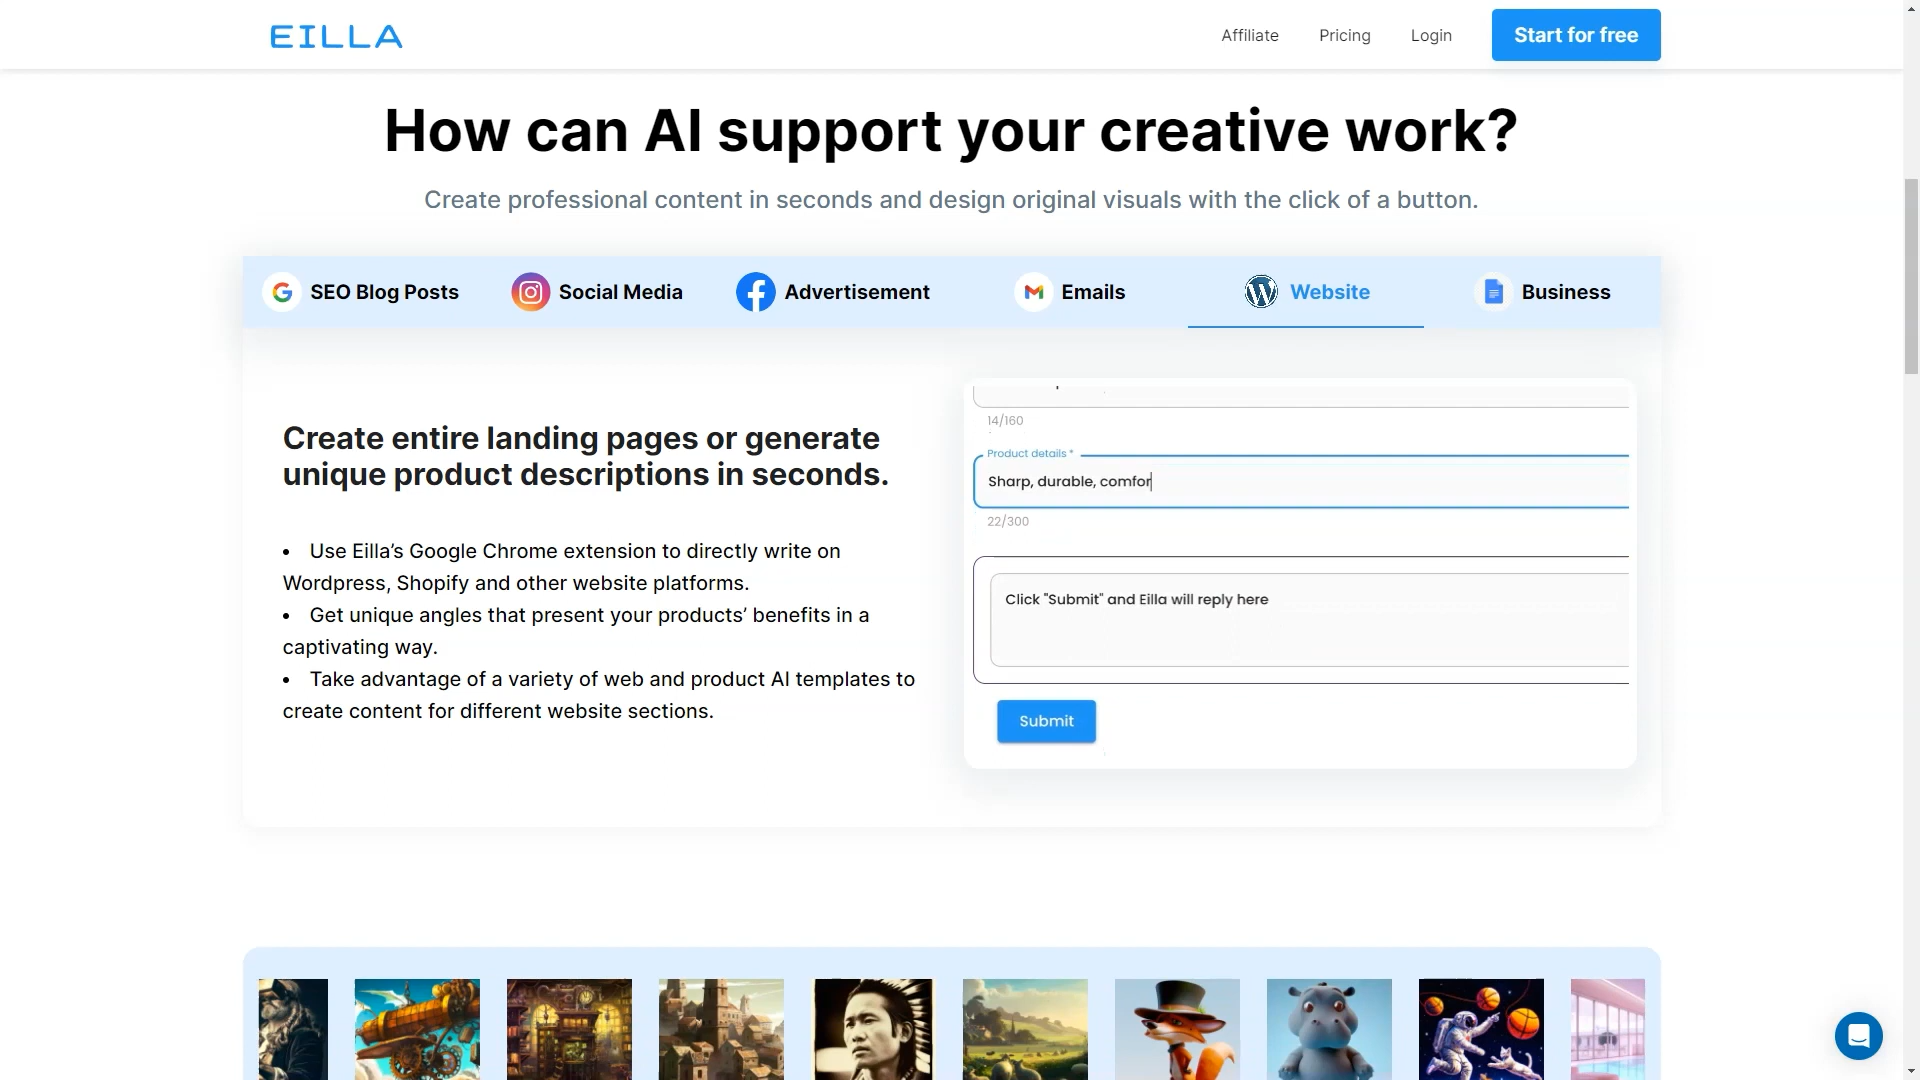 EILLA
Affiliate
Pricing
Login
Start for free
How can AI support your creative work?
Create professional content in seconds and design original visuals with the click of a button.
SEO Blog Posts
Social Media
Advertisement
Emails
Website
Business
Create entire landing pages or generate
unique product descriptions in seconds.
• Use Eilla’s Google Chrome extension to directly write on
Wordpress, Shopify and other website platforms.
• Get unique angles that present your products’ benefits in a
captivating way.
• Take advantage of a variety of web and product AI templates to
create content for different website sections.
14/160
Product details *
Sharp, durable, comfor
22/300
Click "Submit" and Eilla will reply here
Submit